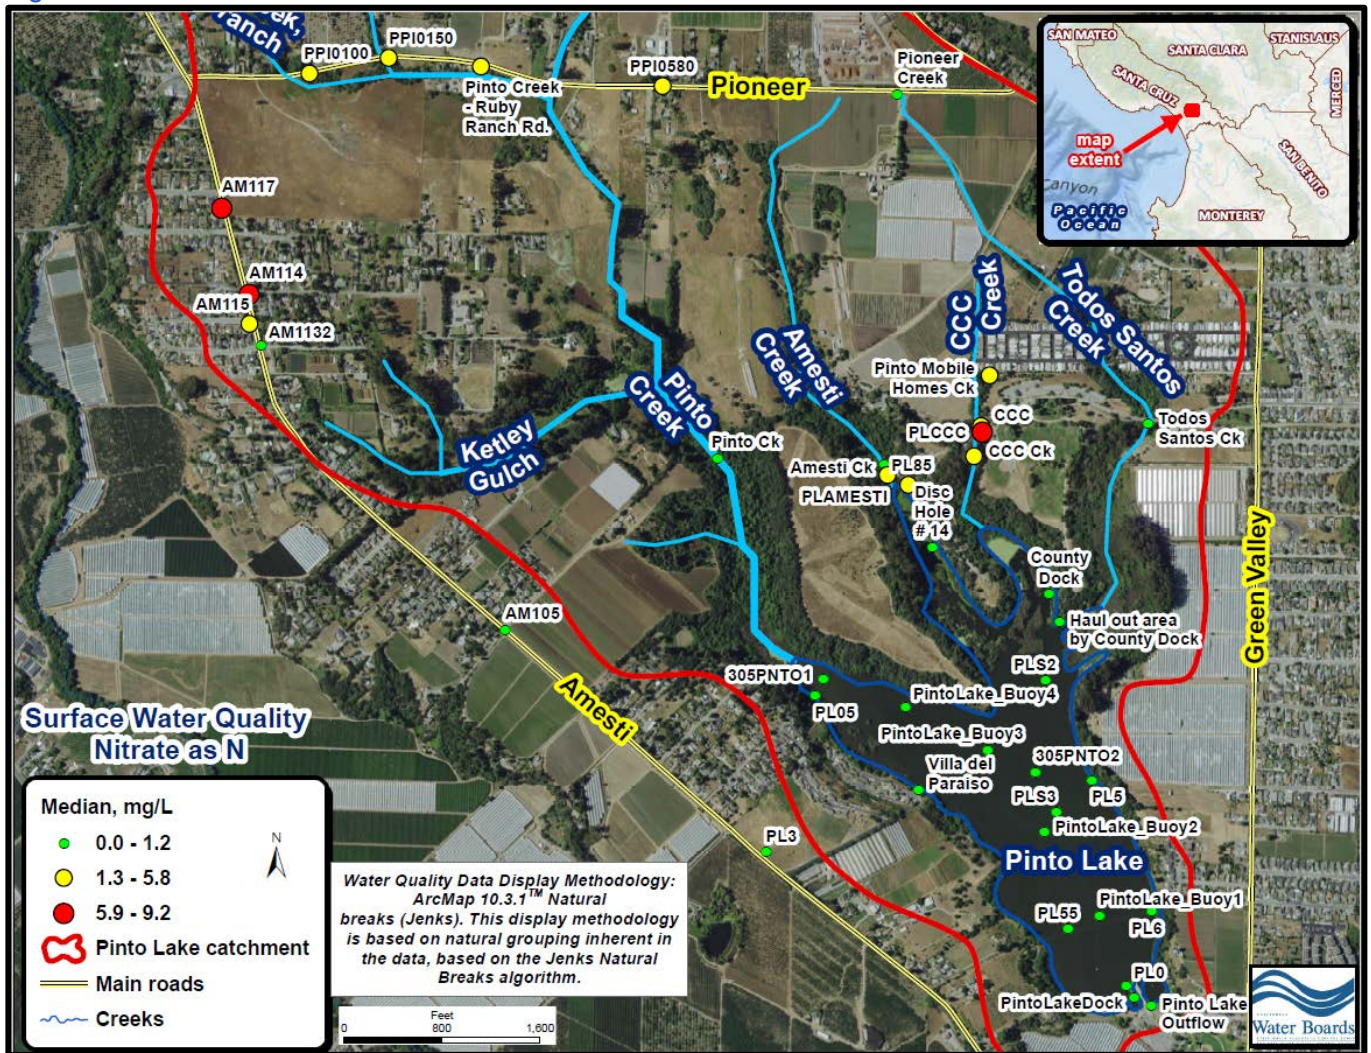 ranch
PPI0100
PPI0150
Pinto Creek
- Ruby
Ranch Rd.
PPI0580
Pioneer
Pioneer
Creek
SAN MATEO
SANTA CLARA
STANISLAUS
SANTA CRUZ
MERCED
map
extent
SAN BENITO
Canyon
Pacific
Ocean
MONTEREY
AM117
AM114
AM115
AM1132
CCC
Creek
Todos Santos
Creek
Amesti
Creek
Pinto Mobile
Homes Ck
CCC
PLCCC
CCC Ck
Todos
Santos Ck
Pinto
Creek
Ketley
Gulch
Pinto Ck
Amesti Ck
PL85
PLAMESTI
Disc
Hole
# 14
County
Dock
Haul out area
by County Dock
Green Valley
AM105
Amesti
305PNTO1
PL05
PLS2
PintoLake_Buoy4
PintoLake_Buoy3
Villa del
Paraiso
305PNTO2
PL5
PLS3
PintoLake_Buoy2
PL3
Pinto Lake
PintoLake_Buoy1
PL55
PL6
PL0
PintoLakeDock
Pinto Lake
Outflow
Surface Water Quality
Nitrate as N
Median, mg/L
0.0 - 1.2
1.3 - 5.8
5.9 - 9.2
Pinto Lake catchment
Main roads
Creeks
N
Water Quality Data Display Methodology:
ArcMap 10.3.1™ Natural
breaks (Jenks). This display methodology
is based on natural grouping inherent in
the data, based on the Jenks Natural
Breaks algorithm.
Feet
0 800 1,600
Water Boards